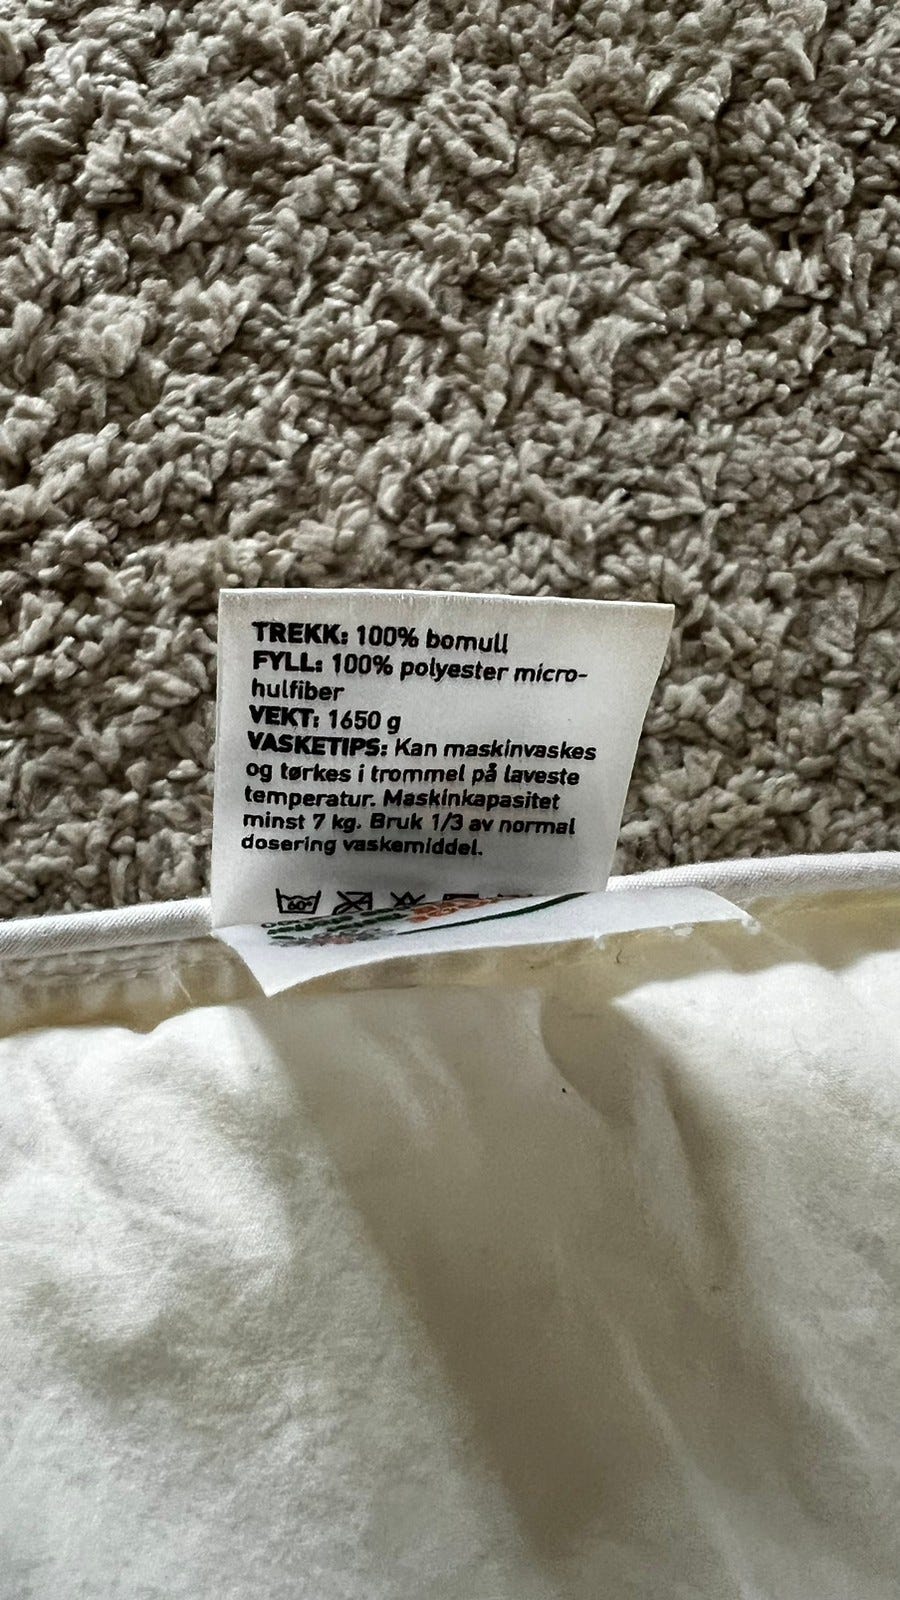 TREKK: 100% bomull
FYLL: 100% polyester micro-
hulfiber
VEKT: 1650 g
VASKETIPS: Kan maskinvaskes
og tørkes i trommel på laveste
temperatur. Maskinkapasitet
minst 7 kg. Bruk 1/3 av normal
dosering vaskemiddel.
60°